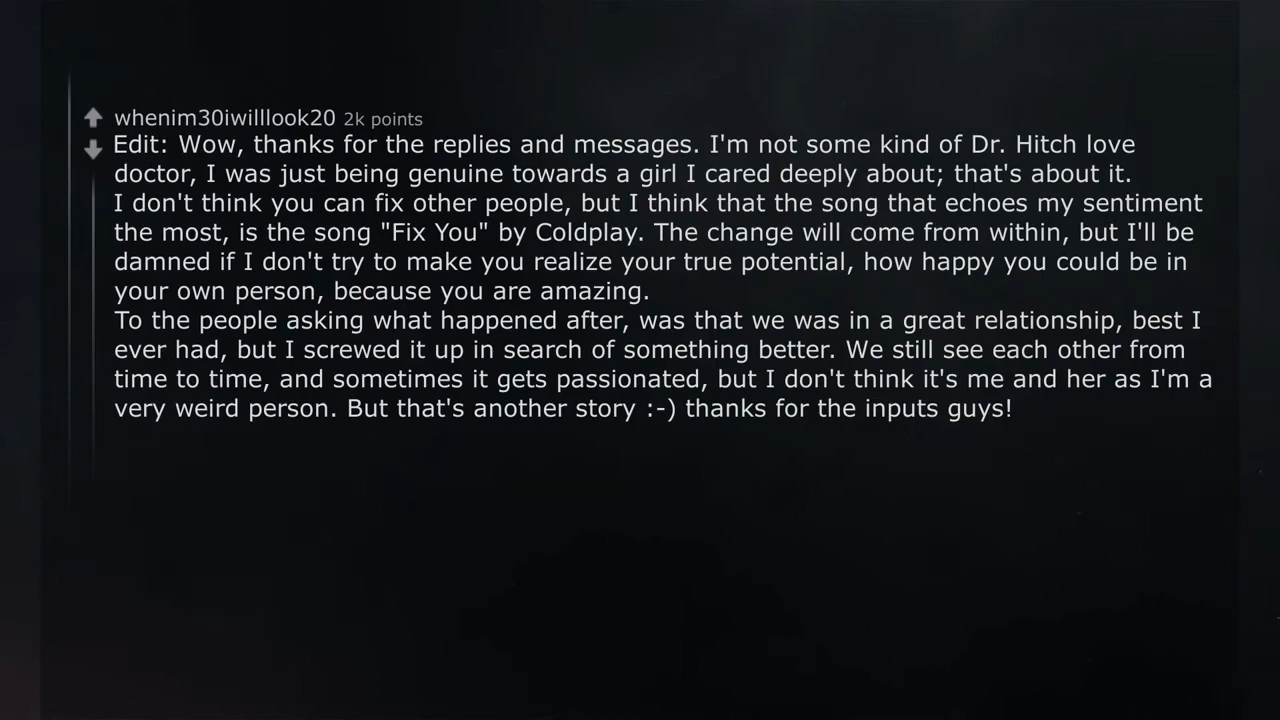 whenim30iwilllook20 2k points
Edit: Wow, thanks for the replies and messages. I'm not some kind of Dr. Hitch love
doctor, I was just being genuine towards a girl I cared deeply about; that's about it.
I don't think you can fix other people, but I think that the song that echoes my sentiment
the most, is the song "Fix You" by Coldplay. The change will come from within, but I'll be
damned if I don't try to make you realize your true potential, how happy you could be in
your own person, because you are amazing.
To the people asking what happened after, was that we was in a great relationship, best I
ever had, but I screwed it up in search of something better. We still see each other from
time to time, and sometimes it gets passionated, but I don't think it's me and her as I'm a
very weird person. But that's another story :-) thanks for the inputs guys!